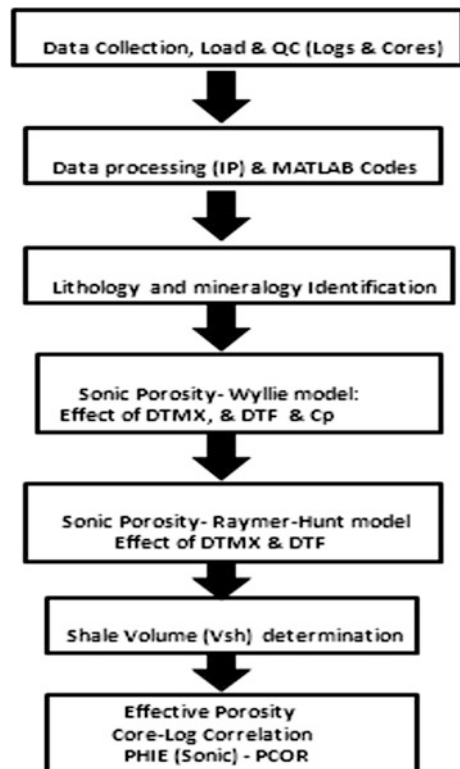 Data Collection, Load & QC (Logs & Cores)
Data processing (IP) & MATLAB Codes
Lithology and mineralogy Identification
Sonic Porosity- Wyllie model:
Effect of DTMX, & DTF & Cp
Sonic Porosity- Raymer-Hunt model
Effect of DTMX & DTF
Shale Volume (Vsh) determination
Effective Porosity
Core-Log Correlation
PHIE (Sonic) - PCOR